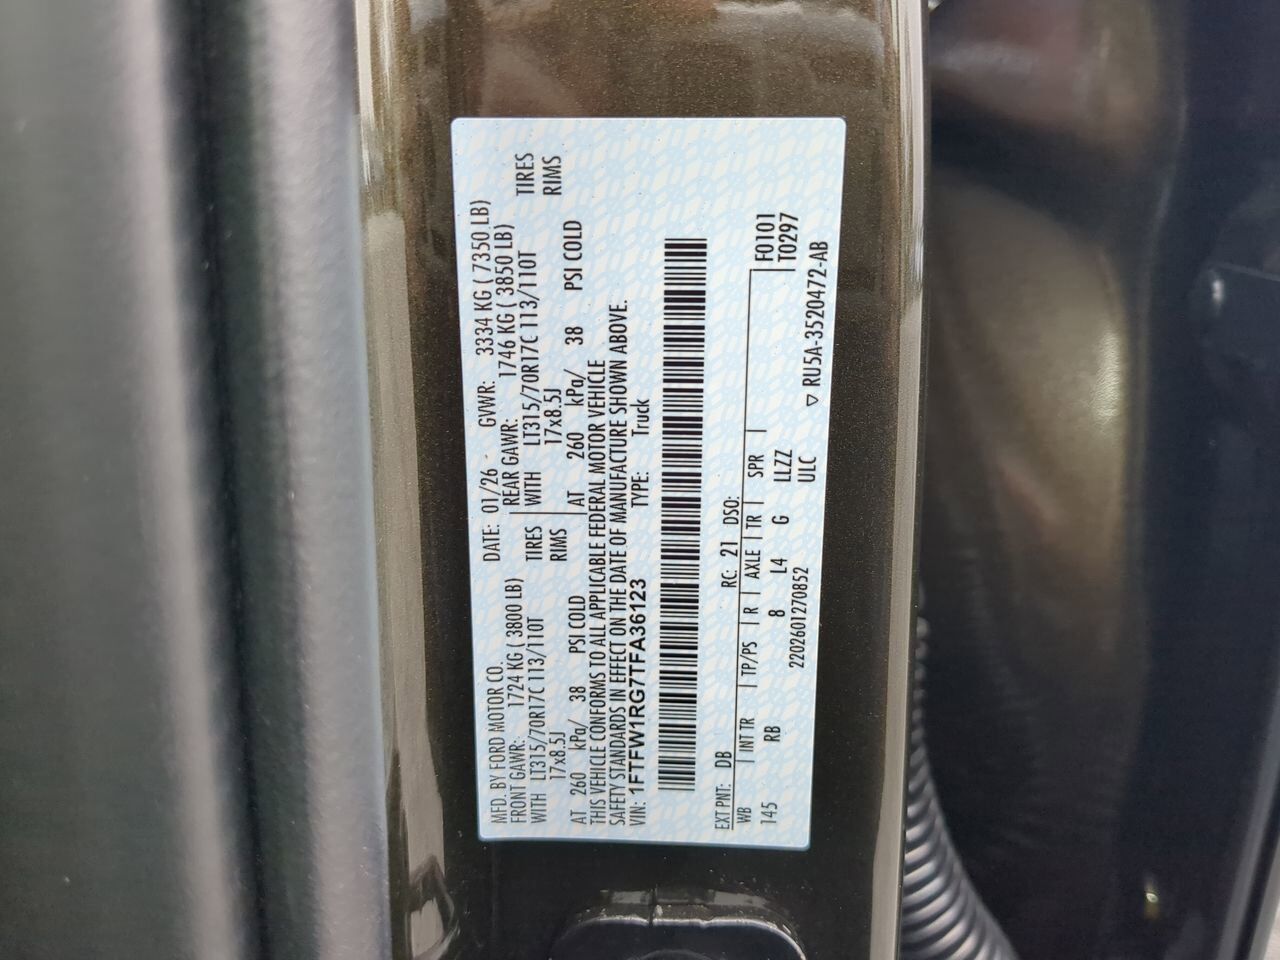 MFD. BY FORD MOTOR CO.
DATE: 01/26 - GVWR: 3334 KG ( 7350 LB)
FRONT GAWR: 1724 KG ( 3800 LB)
REAR GAWR: 1746 KG ( 3850 LB)
WITH LT315/70R17C 113/110T TIRES
WITH LT315/70R17C 113/110T TIRES
17x8.5J RIMS
17x8.5J RIMS
AT 260 kPa/ 38 PSI COLD
AT 260 kPa/ 38 PSI COLD
THIS VEHICLE CONFORMS TO ALL APPLICABLE FEDERAL MOTOR VEHICLE
SAFETY STANDARDS IN EFFECT ON THE DATE OF MANUFACTURE SHOWN ABOVE.
VIN: 1FTFW1RG7TFA36123 TYPE: Truck
EXT PNT: DB RC: 21 DSO:
WB INT TR TP/PS R AXLE TR SPR F0101
145 RB 8 L4 G LLZZ T0297
2202601270852 ULC ▽ RU5A-3520472-AB